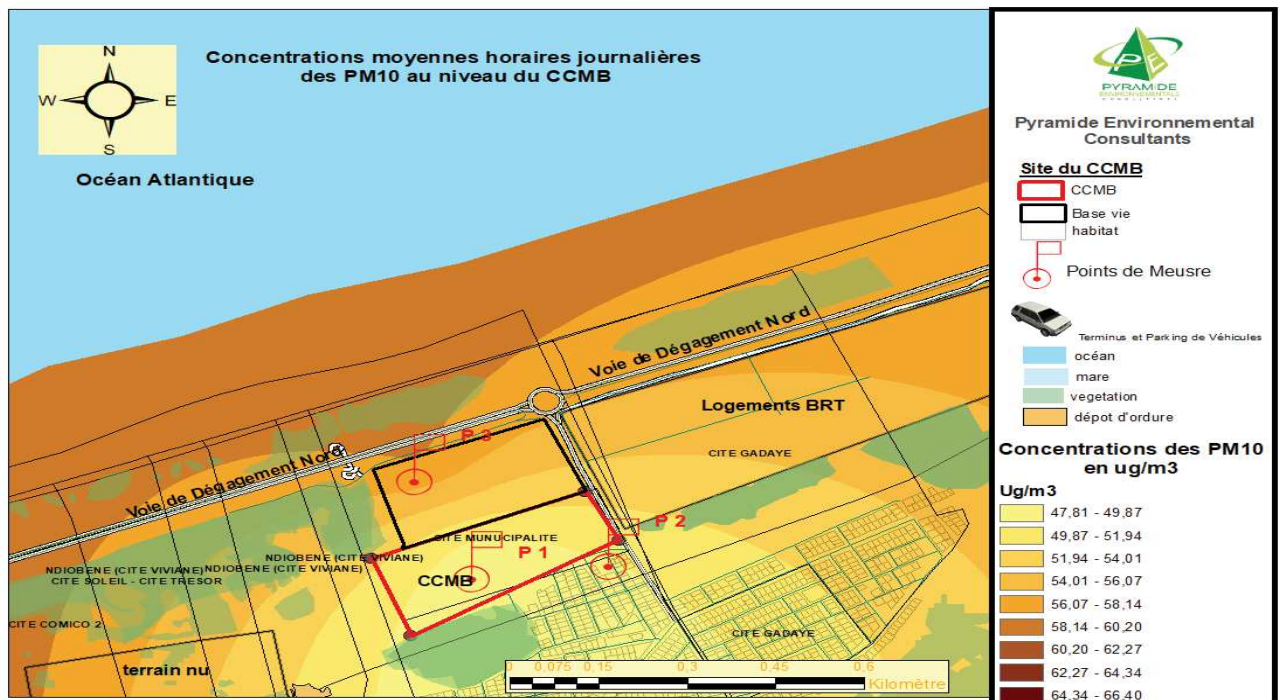 Concentrations moyennes horaires journalières
des PM10 au niveau du CCMB
N
W
E
S
Océan Atlantique
Voie de Dégagement Nord
Logements BRT
CITE GADAYE
P 3
Voie de Dégagement Nord
P 2
CITE MUNUCIPALITE
P 1
NDIOBENE (CITE VIVIANE)
NDIOBENE (CITE VIVIANE)
NDIOBENE (CITE VIVIANE)
CITE SOLEIL - CITE TRESOR
CCMB
CITE COMICO 2
CITE GADAYE
terrain nu
0 0.075 0.15 0.3 0.45 0.6
Kilomètre
PE
PYRAMIDE
Pyramide Environnemental
Consultants
Site du CCMB
CCMB
Base vie
habitat
Points de Meusre
Terminus et Parking de Véhicules
océan
mare
vegetation
dépot d'ordure
Concentrations des PM10
en ug/m3
Ug/m3
47,81 - 49,87
49,87 - 51,94
51,94 - 54,01
54,01 - 56,07
56,07 - 58,14
58,14 - 60,20
60,20 - 62,27
62,27 - 64,34
64,34 - 66,40